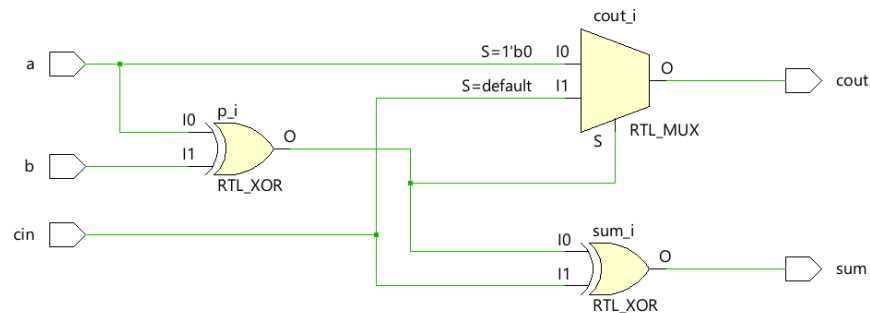 cout_i
S=1'b0 I0
a
O
S=default I1
cout
p_i
RTL_MUX
I0
S
O
I1
b
RTL_XOR
cin
sum_i
I0
O
sum
I1
RTL_XOR